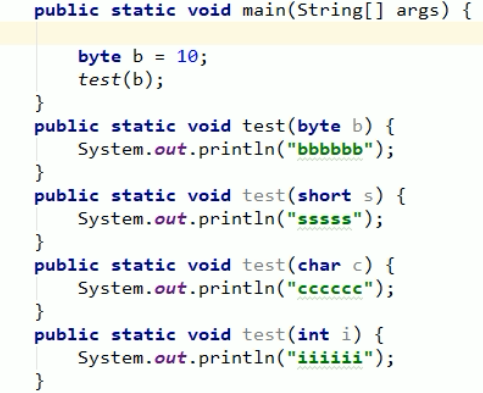 public static void main(String[] args) {
byte b = 10;
test(b);
}
public static void test(byte b) {
System.out.println("bbbbbb");
}
public static void test(short s) {
System.out.println("sssss");
}
public static void test(char c) {
System.out.println("cccccc");
}
public static void test(int i) {
System.out.println("iiiiii");
}